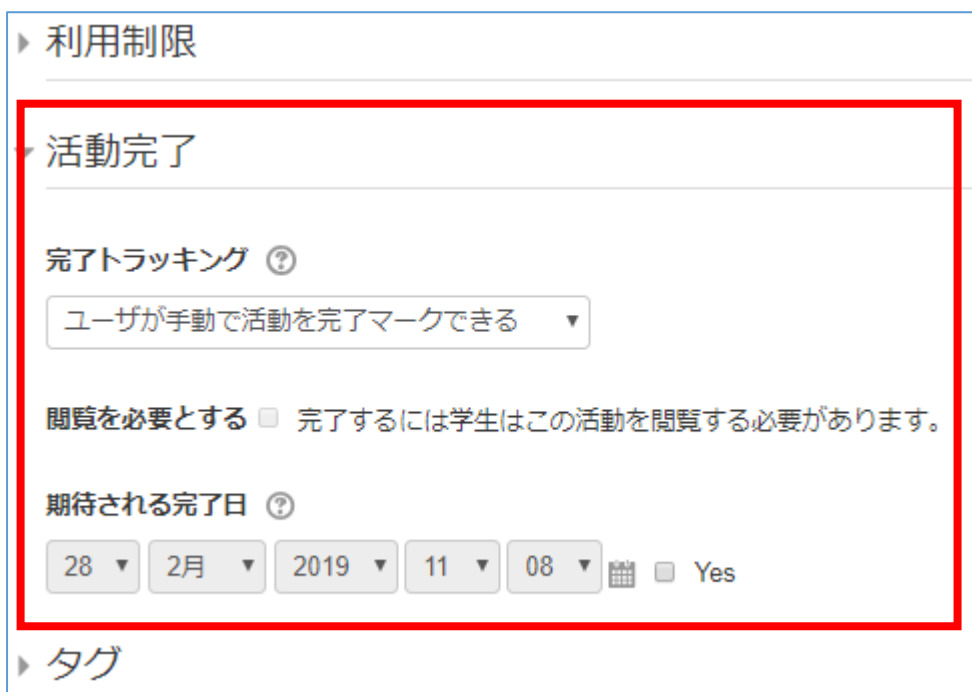 利用制限
活動完了
完了トラッキング
ユーザが手動で活動を完了マークできる
閲覧を必要とする 完了するには学生はこの活動を閲覧する必要があります。
期待される完了日
28 2月 2019 11 08 Yes
タグ